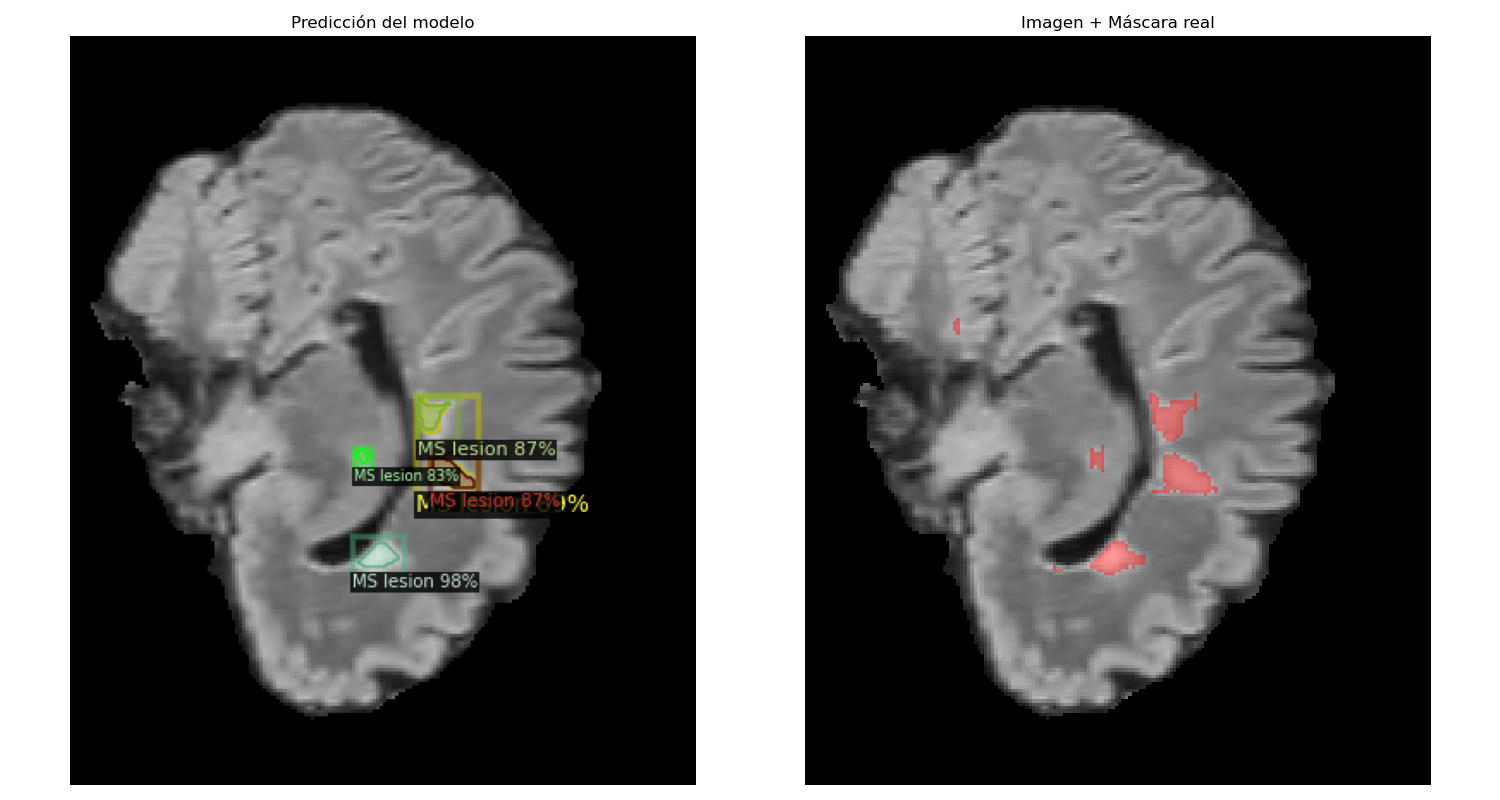 Predicción del modelo
Imagen + Máscara real
MS lesion 87%
MS lesion 83%
MS lesion 87%
MS lesion 98%